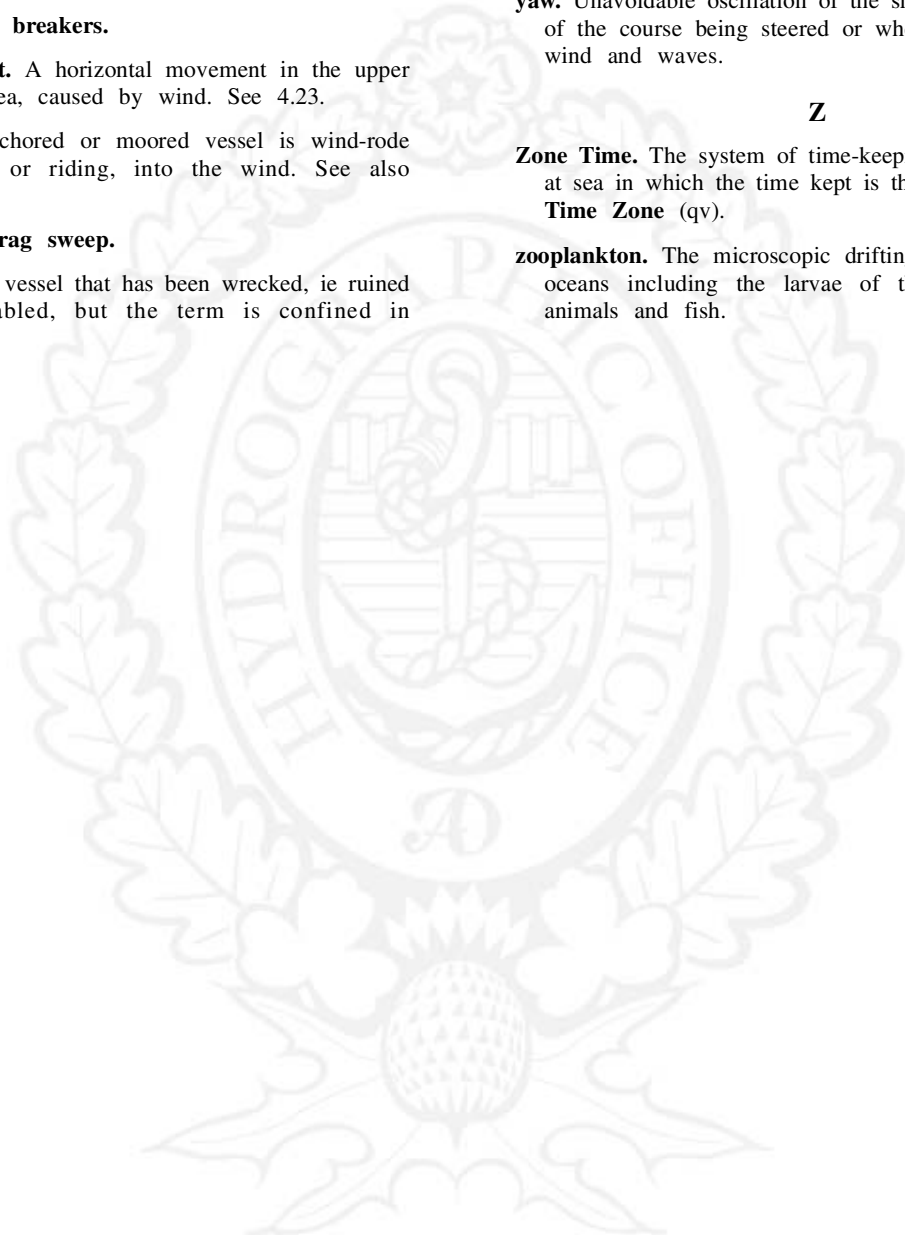 breakers.
t. A horizontal movement in the upper
ea, caused by wind. See 4.23.
chored or moored vessel is wind-rode
or riding, into the wind. See also
rag sweep.
vessel that has been wrecked, ie ruined
abled, but the term is confined in
yaw. Unavoidable oscillation of the s
of the course being steered or wh
wind and waves.
Z
Zone Time. The system of time-keep
at sea in which the time kept is th
Time Zone (qv).
zooplankton. The microscopic drifting
oceans including the larvae of t
animals and fish.
HYDROGRAPHIC OFFICE